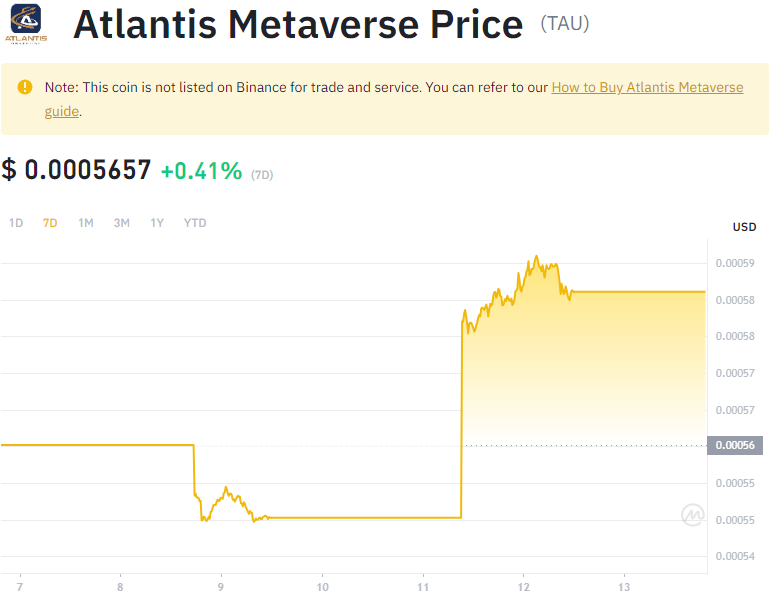 ATLANTIS
Atlantis Metaverse Price (TAU)
Note: This coin is not listed on Binance for trade and service. You can refer to our How to Buy Atlantis Metaverse
guide.
$ 0.0005657 +0.41% (7D)
1D 7D 1M 3M 1Y YTD
USD
0.00059
0.00058
0.00058
0.00057
0.00057
0.00056
0.00055
0.00055
0.00054
7 8 9 10 11 12 13